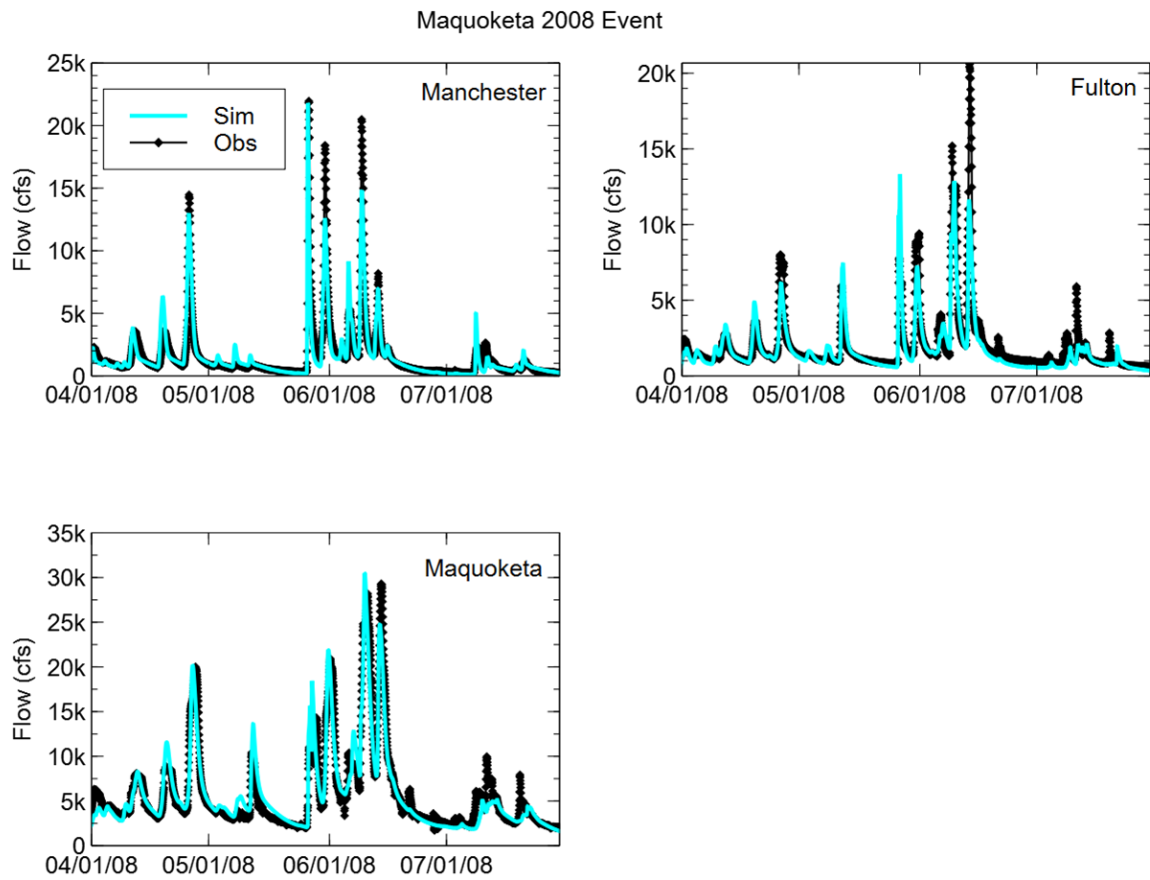 Maquoketa 2008 Event
25k
20k
15k
10k
5k
0
Flow (cfs)
Manchester
Sim
Obs
04/01/08 05/01/08 06/01/08 07/01/08
20k
15k
10k
5k
0
Flow (cfs)
Fulton
04/01/08 05/01/08 06/01/08 07/01/08
35k
30k
25k
20k
15k
10k
5k
0
Flow (cfs)
Maquoketa
04/01/08 05/01/08 06/01/08 07/01/08